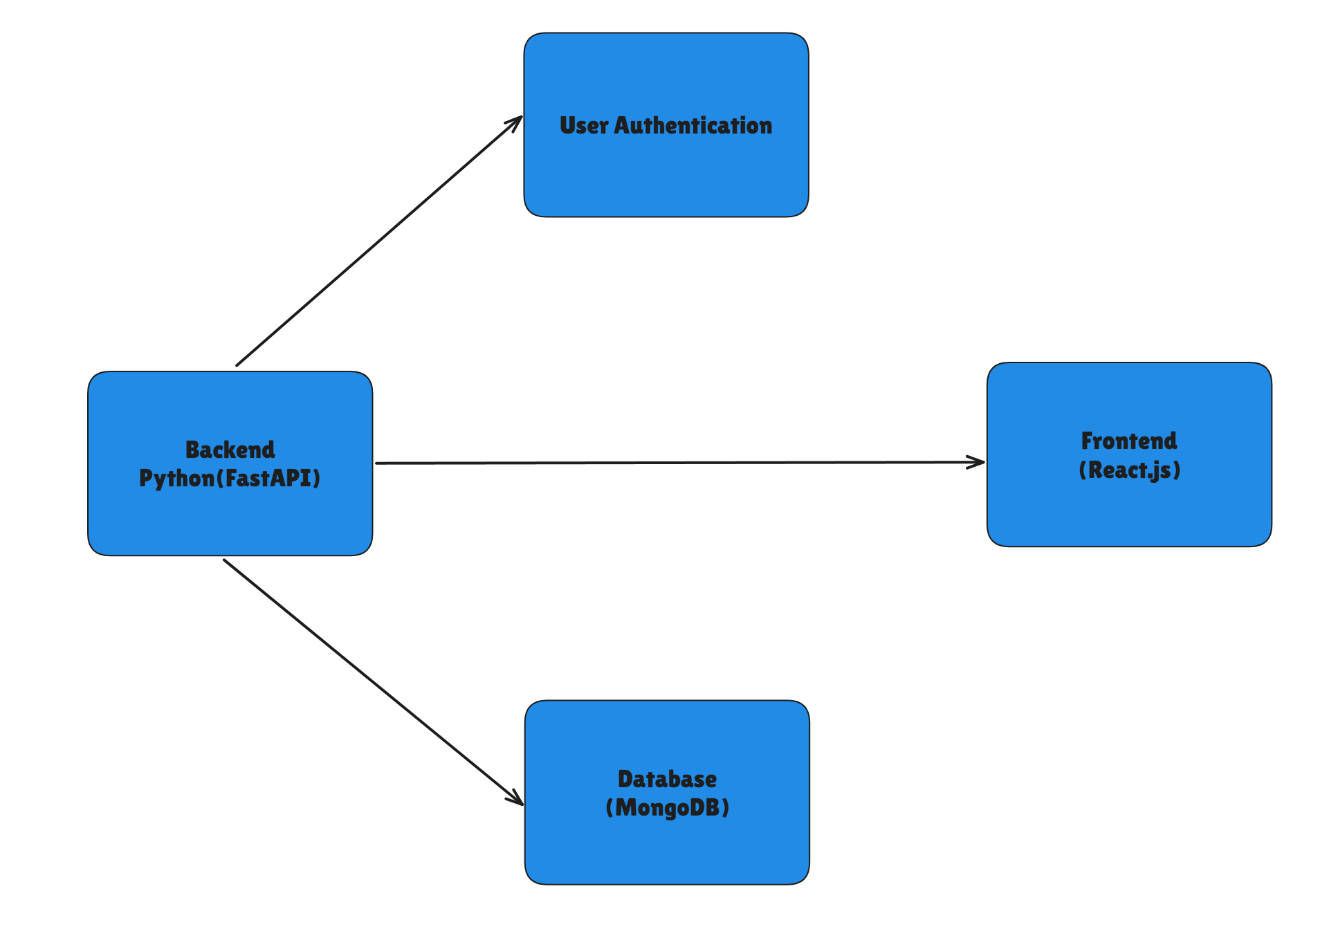 User Authentication
Backend
Python(FastAPI)
Frontend
(React.js)
Database
(MongoDB)